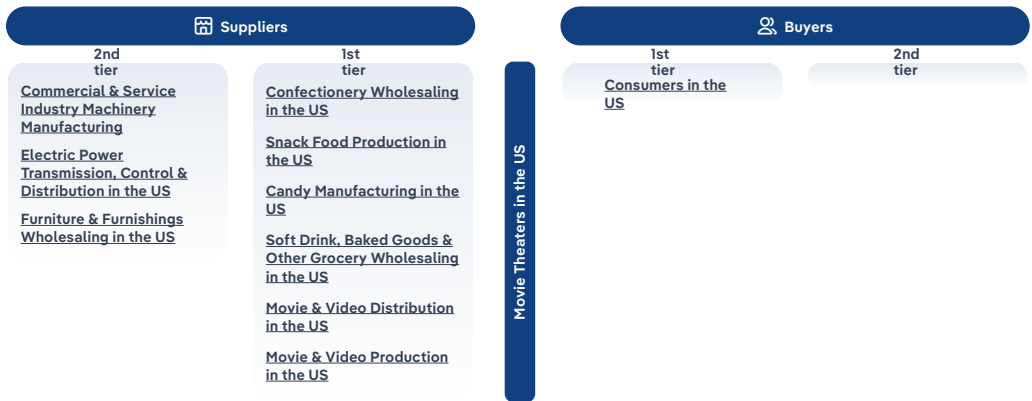 Suppliers
2nd
tier
Commercial & Service
Industry Machinery
Manufacturing
Electric Power
Transmission, Control &
Distribution in the US
Furniture & Furnishings
Wholesaling in the US
1st
tier
Confectionery Wholesaling
in the US
Snack Food Production in
the US
Candy Manufacturing in the
US
Soft Drink, Baked Goods &
Other Grocery Wholesaling
in the US
Movie & Video Distribution
in the US
Movie & Video Production
in the US
Movie Theaters in the US
Buyers
1st
tier
Consumers in the
US
2nd
tier